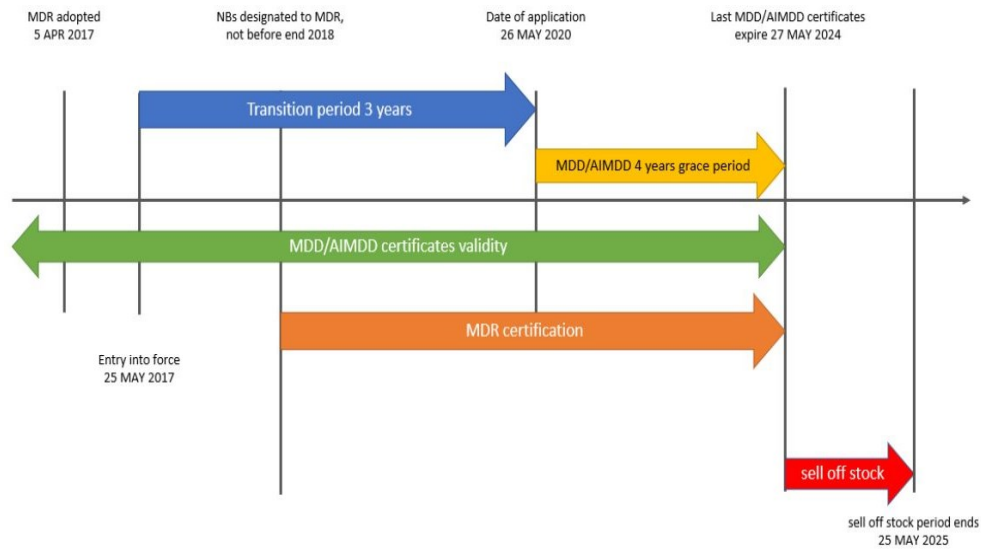 MDR adopted
5 APR 2017
NBs designated to MDR,
not before end 2018
Date of application
26 MAY 2020
Last MDD/AIMDD certificates
expire 27 MAY 2024
Transition period 3 years
MDD/AIMDD 4 years grace period
MDD/AIMDD certificates validity
MDR certification
Entry into force
25 MAY 2017
sell off stock
sell off stock period ends
25 MAY 2025